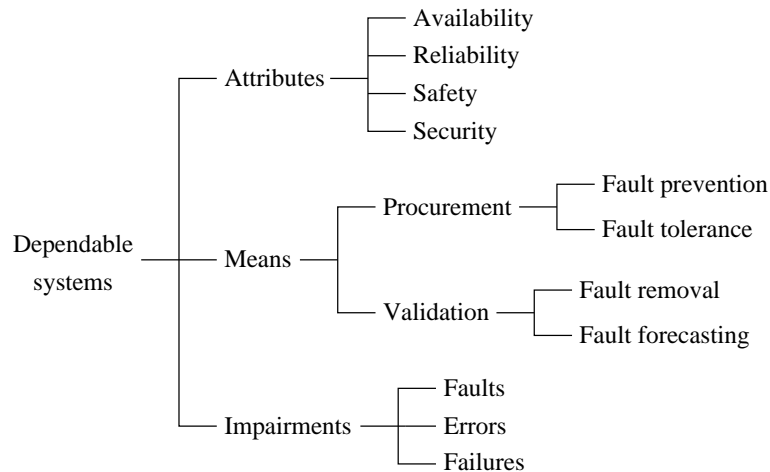 Dependable
systems
Attributes
Availability
Reliability
Safety
Security
Means
Procurement
Fault prevention
Fault tolerance
Validation
Fault removal
Fault forecasting
Impairments
Faults
Errors
Failures